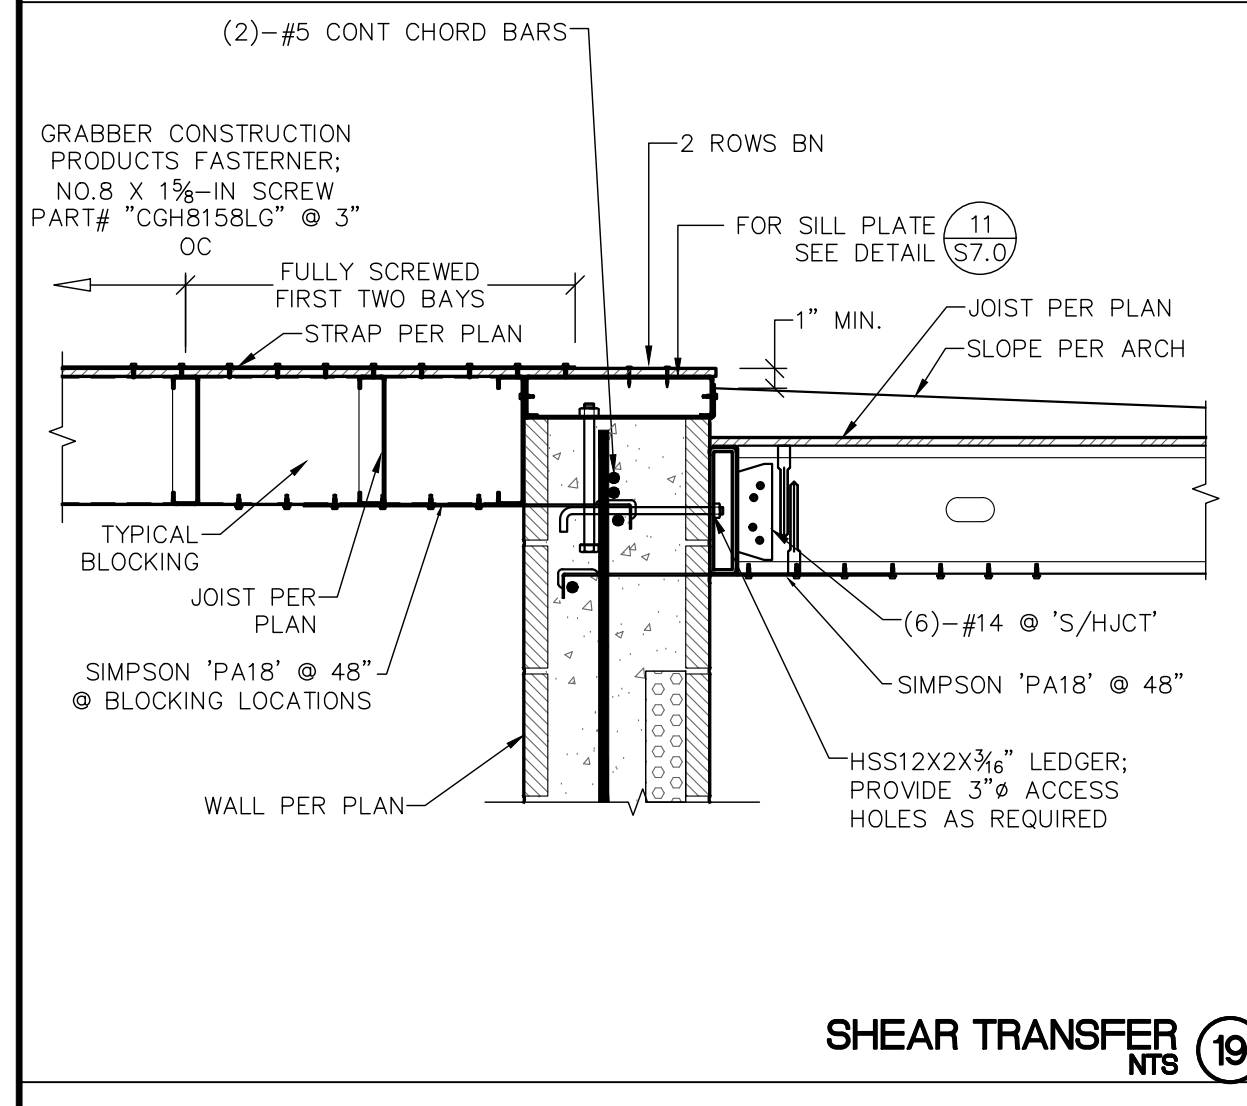 (2)-#5 CONT CHORD BARS
GRABBER CONSTRUCTION
PRODUCTS FASTERNER;
NO.8 X 1⅝-IN SCREW
PART# "CGH8158LG" @ 3"
OC
FULLY SCREWED
FIRST TWO BAYS
STRAP PER PLAN
2 ROWS BN
FOR SILL PLATE
SEE DETAIL
11
S7.0
1" MIN.
JOIST PER PLAN
SLOPE PER ARCH
TYPICAL
BLOCKING
JOIST PER
PLAN
SIMPSON 'PA18' @ 48"
@ BLOCKING LOCATIONS
WALL PER PLAN
(6)-#14 @ 'S/HJCT'
SIMPSON 'PA18' @ 48"
HSS12X2X3⁄16" LEDGER;
PROVIDE 3"ø ACCESS
HOLES AS REQUIRED
SHEAR TRANSFER
NTS
19